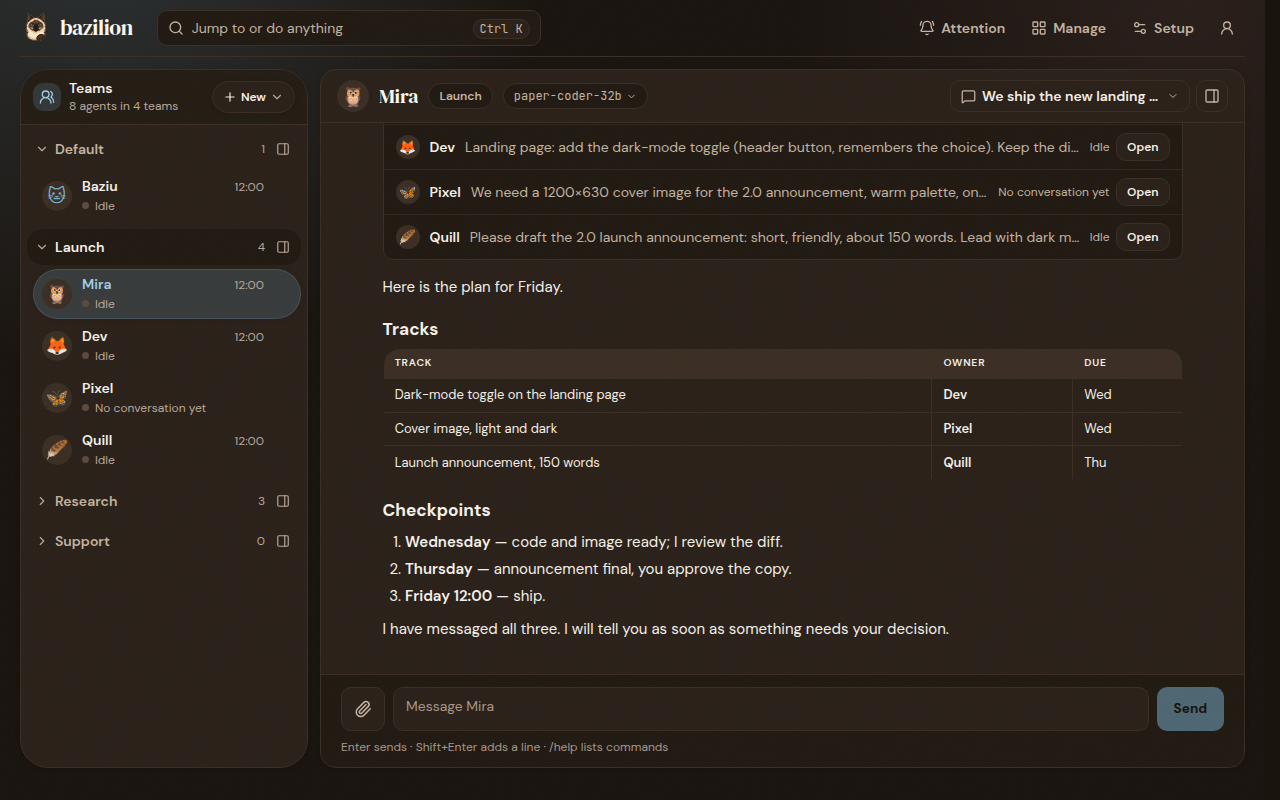 bazilion
Jump to or do anything
Ctrl K
Attention
Manage
Setup
Teams
8 agents in 4 teams
New
Default
1
Baziu
12:00
Idle
Launch
4
Mira
12:00
Idle
Dev
12:00
Idle
Pixel
No conversation yet
Quill
12:00
Idle
Research
3
Support
0
Mira
Launch
paper-coder-32b
We ship the new landing ...
Dev Landing page: add the dark-mode toggle (header button, remembers the choice). Keep the di... Idle Open
Pixel We need a 1200×630 cover image for the 2.0 announcement, warm palette, on... No conversation yet Open
Quill Please draft the 2.0 launch announcement: short, friendly, about 150 words. Lead with dark m... Idle Open
Here is the plan for Friday.
Tracks
TRACK OWNER DUE
Dark-mode toggle on the landing page Dev Wed
Cover image, light and dark Pixel Wed
Launch announcement, 150 words Quill Thu
Checkpoints
1. Wednesday — code and image ready; I review the diff.
2. Thursday — announcement final, you approve the copy.
3. Friday 12:00 — ship.
I have messaged all three. I will tell you as soon as something needs your decision.
Message Mira
Send
Enter sends · Shift+Enter adds a line · /help lists commands